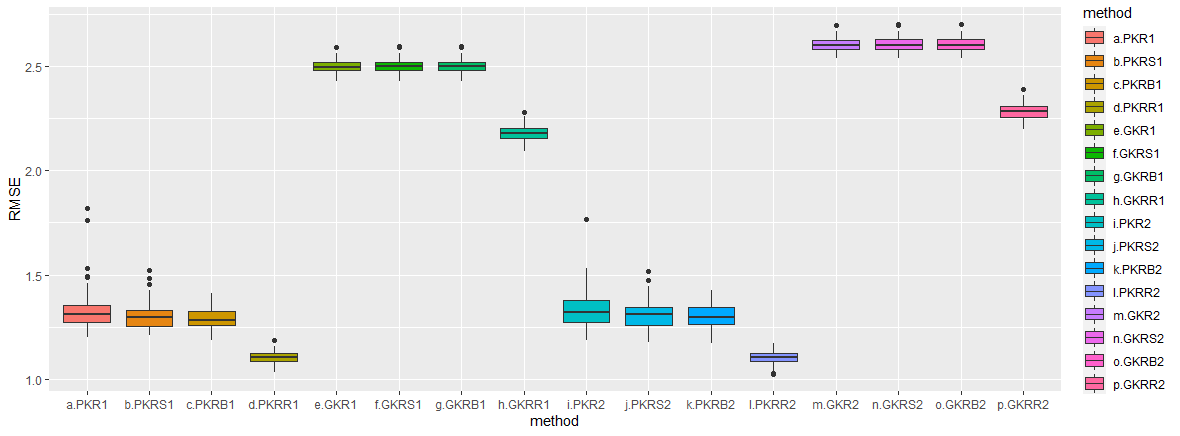 RMSE
2.5
2.0
1.5
1.0
a.PKR1 b.PKRS1 c.PKRB1 d.PKRR1 e.GKR1 f.GKRS1 g.GKRB1 h.GKRR1 i.PKR2 j.PKRS2 k.PKRB2 l.PKRR2 m.GKR2 n.GKRS2 o.GKRB2 p.GKRR2
method
method
a.PKR1
b.PKRS1
c.PKRB1
d.PKRR1
e.GKR1
f.GKRS1
g.GKRB1
h.GKRR1
i.PKR2
j.PKRS2
k.PKRB2
l.PKRR2
m.GKR2
n.GKRS2
o.GKRB2
p.GKRR2